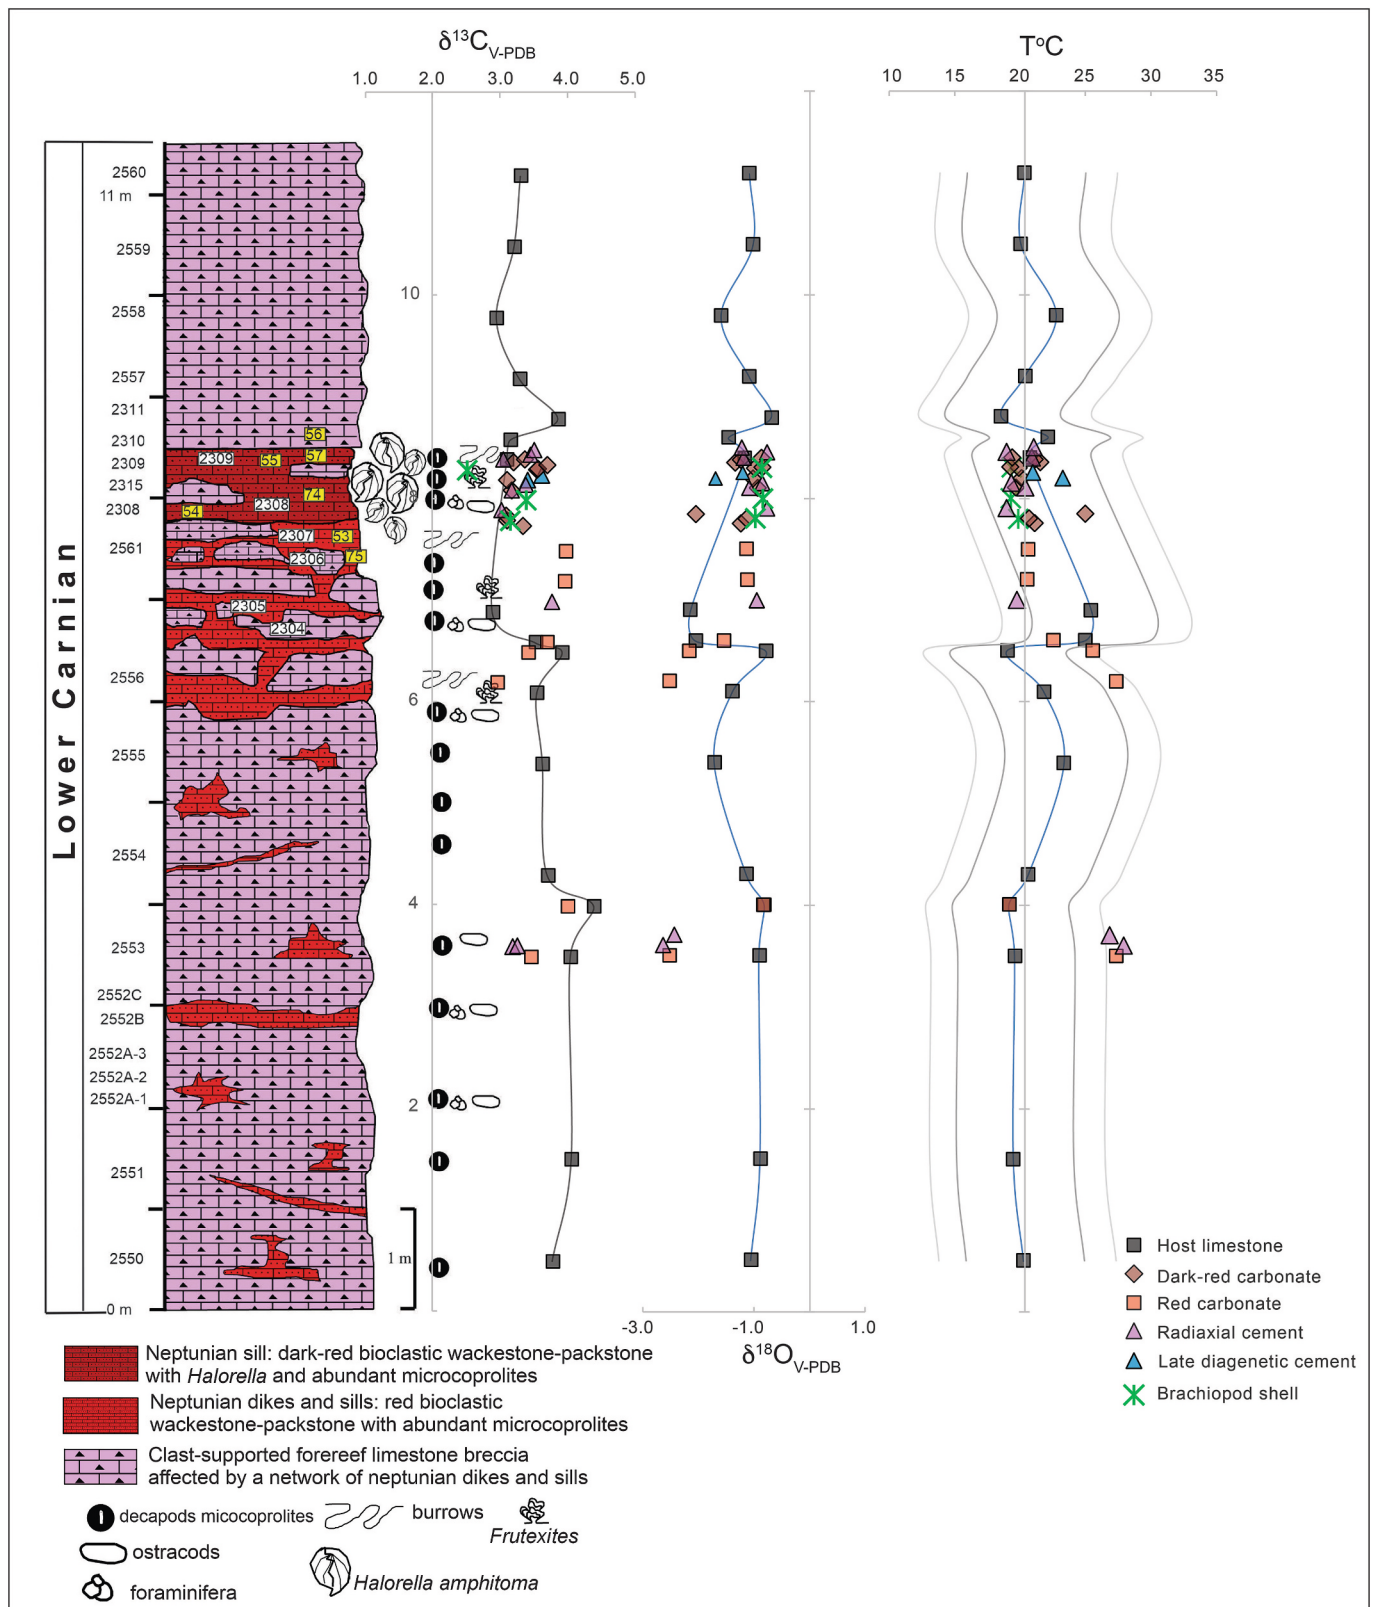 δ13CV-PDB
T°C
1.0 2.0 3.0 4.0 5.0
10 15 20 25 30 35
Lower Carnian
2560
11 m
2559
2558
2557
2311
2310
2309
2315
2308
2561
2556
2555
2554
2553
2552C
2552B
2552A-3
2552A-2
2552A-1
2551
2550
0 m
56
2309 55 57
74
2308
54
2307 53
2306 75
2305
2304
10
8
6
4
2
1 m
-3.0 -1.0 1.0
δ18OV-PDB
Host limestone
Dark-red carbonate
Red carbonate
Radiaxial cement
Late diagenetic cement
Brachiopod shell
Neptunian sill: dark-red bioclastic wackestone-packstone
with Halorella and abundant microcoprolites
Neptunian dikes and sills: red bioclastic
wackestone-packstone with abundant microcoprolites
Clast-supported forereef limestone breccia
affected by a network of neptunian dikes and sills
decapods micocoprolites
burrows
Frutexites
ostracods
foraminifera
Halorella amphitoma